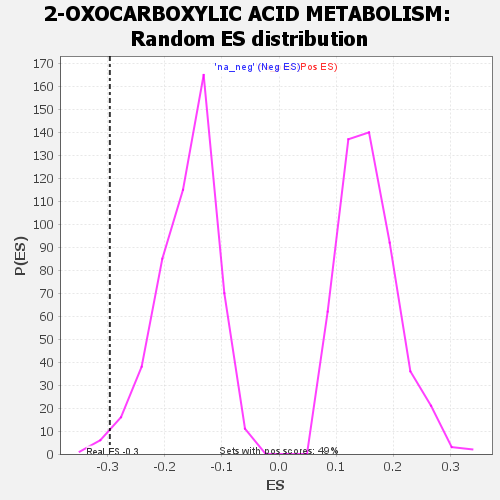 2-OXOCARBOXYLIC ACID METABOLISM:
Random ES distribution
'na_neg' (Neg ES)Pos ES)
170
160
150
140
130
120
110
100
90
80
70
60
50
40
30
20
10
0
P(ES)
Real ES -0.3
Sets with pos scores: 49%
-0.3 -0.2 -0.1 0.0 0.1 0.2 0.3
ES